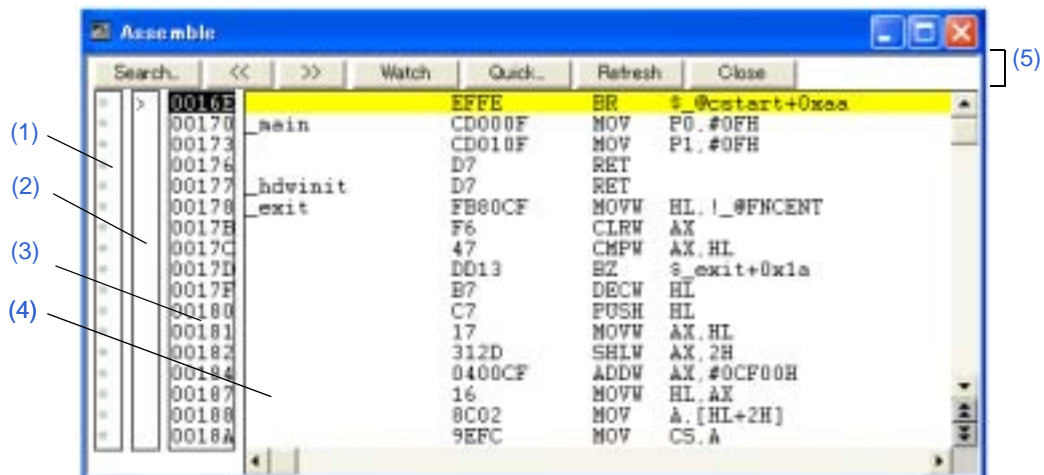 Assemble
Search... << >> Watch Quick... Refresh Close
(5)
> 0016E EFFE BR $_@cstart+0xaa
00170 _main CD000F MOV P0,#0FH
(1)
00173 CD010F MOV P1,#0FH
00176 D7 RET
(2)
00177 _hdwinit D7 RET
00178 _exit FB80CF MOVW HL,!_@FNCENT
0017B F6 CLRW AX
(3)
0017C 47 CMPW AX,HL
0017D DD13 BZ $_exit+0x1a
0017F B7 DECW HL
(4)
00180 C7 PUSH HL
00181 17 MOVW AX,HL
00182 312D SHLW AX,2H
00184 0400CF ADDW AX,#0CF00H
00187 16 MOVW HL,AX
00188 8C02 MOV A,[HL+2H]
0018A 9EFC MOV CS,A